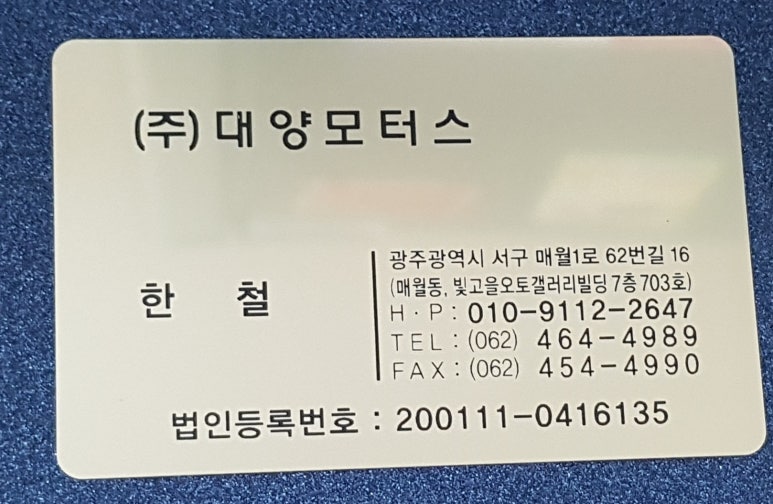 (주) 대양모터스
한 철
광주광역시 서구 매월1로 62번길 16
(매월동, 빛고을오토갤러리빌딩 7층 703호)
H · P : 010-9112-2647
TEL : (062) 464-4989
FAX : (062) 454-4990
법인등록번호 : 200111-0416135